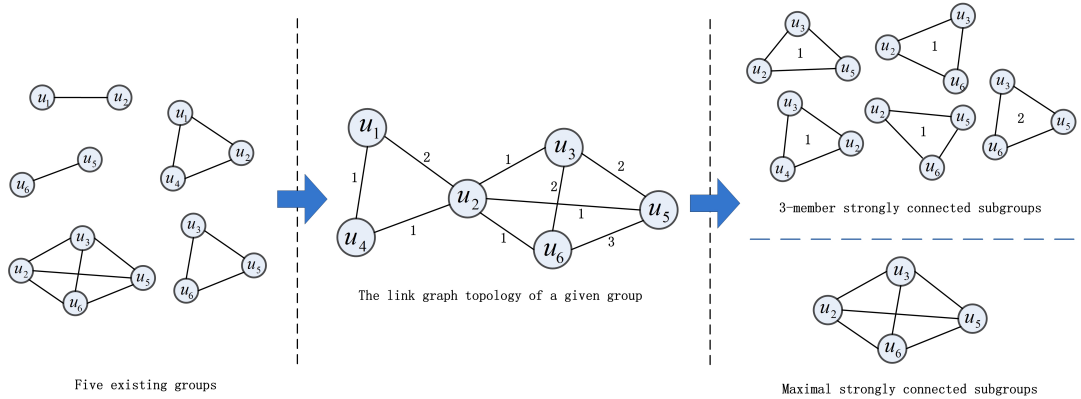 u1 u2
u1
u2
u4
u5
u6
u3
u2
u5
u6
u3
u5
u6
Five existing groups
u1
u3
u2
u5
u4
u6
2
1
1
1
2
2
1
1
3
The link graph topology of a given group
u3
u2
u5
1
u3
u2
u6
1
u3
u2
u4
1
u2
u5
u6
1
u3
u5
u6
2
3-member strongly connected subgroups
u3
u2
u5
u6
Maximal strongly connected subgroups